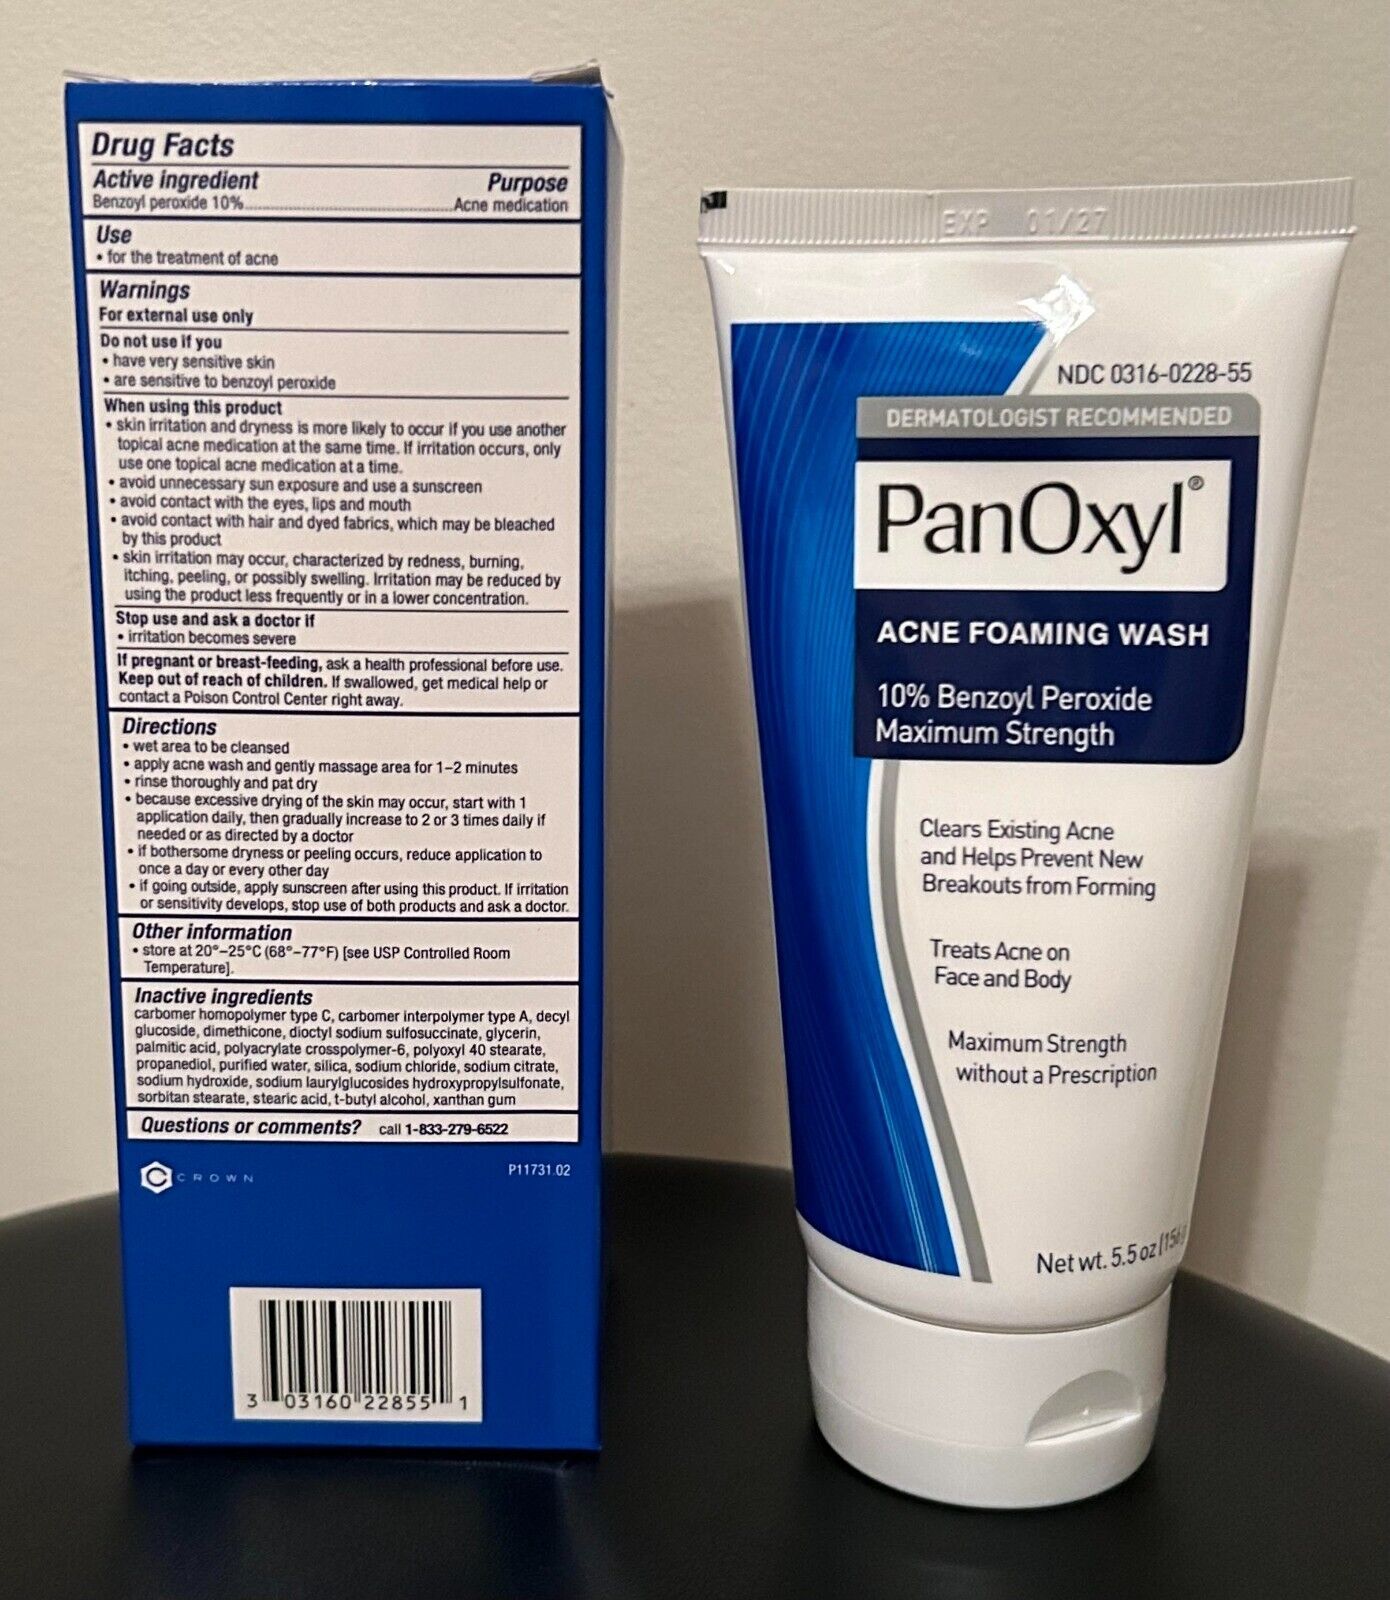 Drug Facts
Active ingredient Purpose
Benzoyl peroxide 10%..........................................Acne medication
Use
• for the treatment of acne
Warnings
For external use only
Do not use if you
• have very sensitive skin
• are sensitive to benzoyl peroxide
When using this product
• skin irritation and dryness is more likely to occur if you use another
topical acne medication at the same time. If irritation occurs, only
use one topical acne medication at a time.
• avoid unnecessary sun exposure and use a sunscreen
• avoid contact with the eyes, lips and mouth
• avoid contact with hair and dyed fabrics, which may be bleached
by this product
• skin irritation may occur, characterized by redness, burning,
itching, peeling, or possibly swelling. Irritation may be reduced by
using the product less frequently or in a lower concentration.
Stop use and ask a doctor if
• irritation becomes severe
If pregnant or breast-feeding, ask a health professional before use.
Keep out of reach of children. If swallowed, get medical help or
contact a Poison Control Center right away.
Directions
• wet area to be cleansed
• apply acne wash and gently massage area for 1–2 minutes
• rinse thoroughly and pat dry
• because excessive drying of the skin may occur, start with 1
application daily, then gradually increase to 2 or 3 times daily if
needed or as directed by a doctor
• if bothersome dryness or peeling occurs, reduce application to
once a day or every other day
• if going outside, apply sunscreen after using this product. If irritation
or sensitivity develops, stop use of both products and ask a doctor.
Other information
• store at 20°–25°C (68°–77°F) [see USP Controlled Room
Temperature].
Inactive ingredients
carbomer homopolymer type C, carbomer interpolymer type A, decyl
glucoside, dimethicone, dioctyl sodium sulfosuccinate, glycerin,
palmitic acid, polyacrylate crosspolymer-6, polyoxyl 40 stearate,
propanediol, purified water, silica, sodium chloride, sodium citrate,
sodium hydroxide, sodium laurylglucosides hydroxypropylsulfonate,
sorbitan stearate, stearic acid, t-butyl alcohol, xanthan gum
Questions or comments? call 1-833-279-6522
CROWN
P11731.02
3 03160 22855 1
EXP 01/27
NDC 0316-0228-55
DERMATOLOGIST RECOMMENDED
PanOxyl®
ACNE FOAMING WASH
10% Benzoyl Peroxide
Maximum Strength
Clears Existing Acne
and Helps Prevent New
Breakouts from Forming
Treats Acne on
Face and Body
Maximum Strength
without a Prescription
Net wt. 5.5 oz (156 g